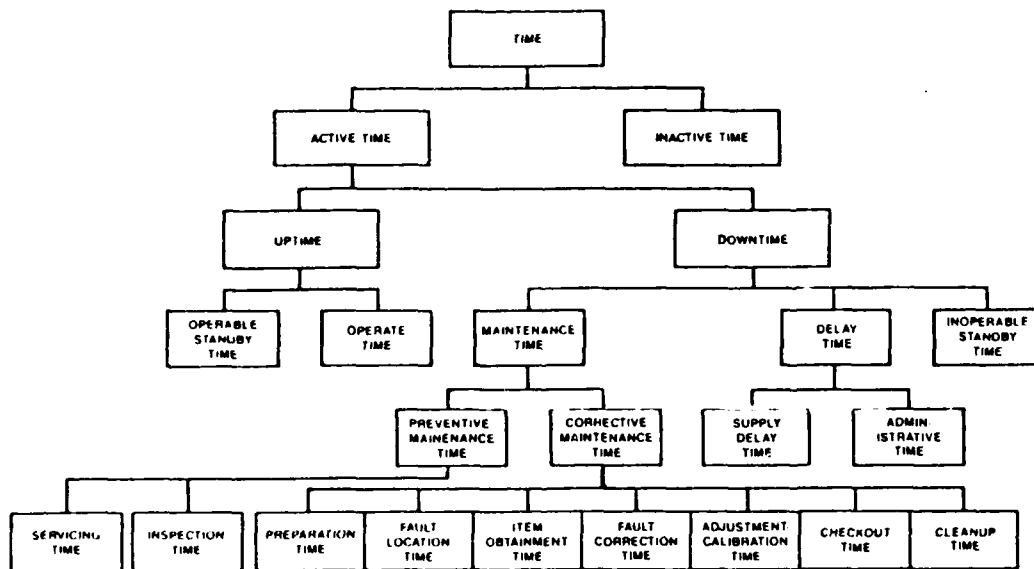 TIME
ACTIVE TIME
INACTIVE TIME
UPTIME
DOWNTIME
OPERABLE
STANDBY
TIME
OPERATE
TIME
MAINTENANCE
TIME
DELAY
TIME
INOPERABLE
STANDBY
TIME
PREVENTIVE
MAINENANCE
TIME
CORRECTIVE
MAINTENANCE
TIME
SUPPLY
DELAY
TIME
ADMIN-
ISTRATIVE
TIME
SERVICING
TIME
INSPECTION
TIME
PREPARATION
TIME
FAULT
LOCATION
TIME
ITEM
OBTAINMENT
TIME
FAULT
CORRECTION
TIME
ADJUSTMENT-
CALIBRATION
TIME
CHECKOUT
TIME
CLEANUP
TIME